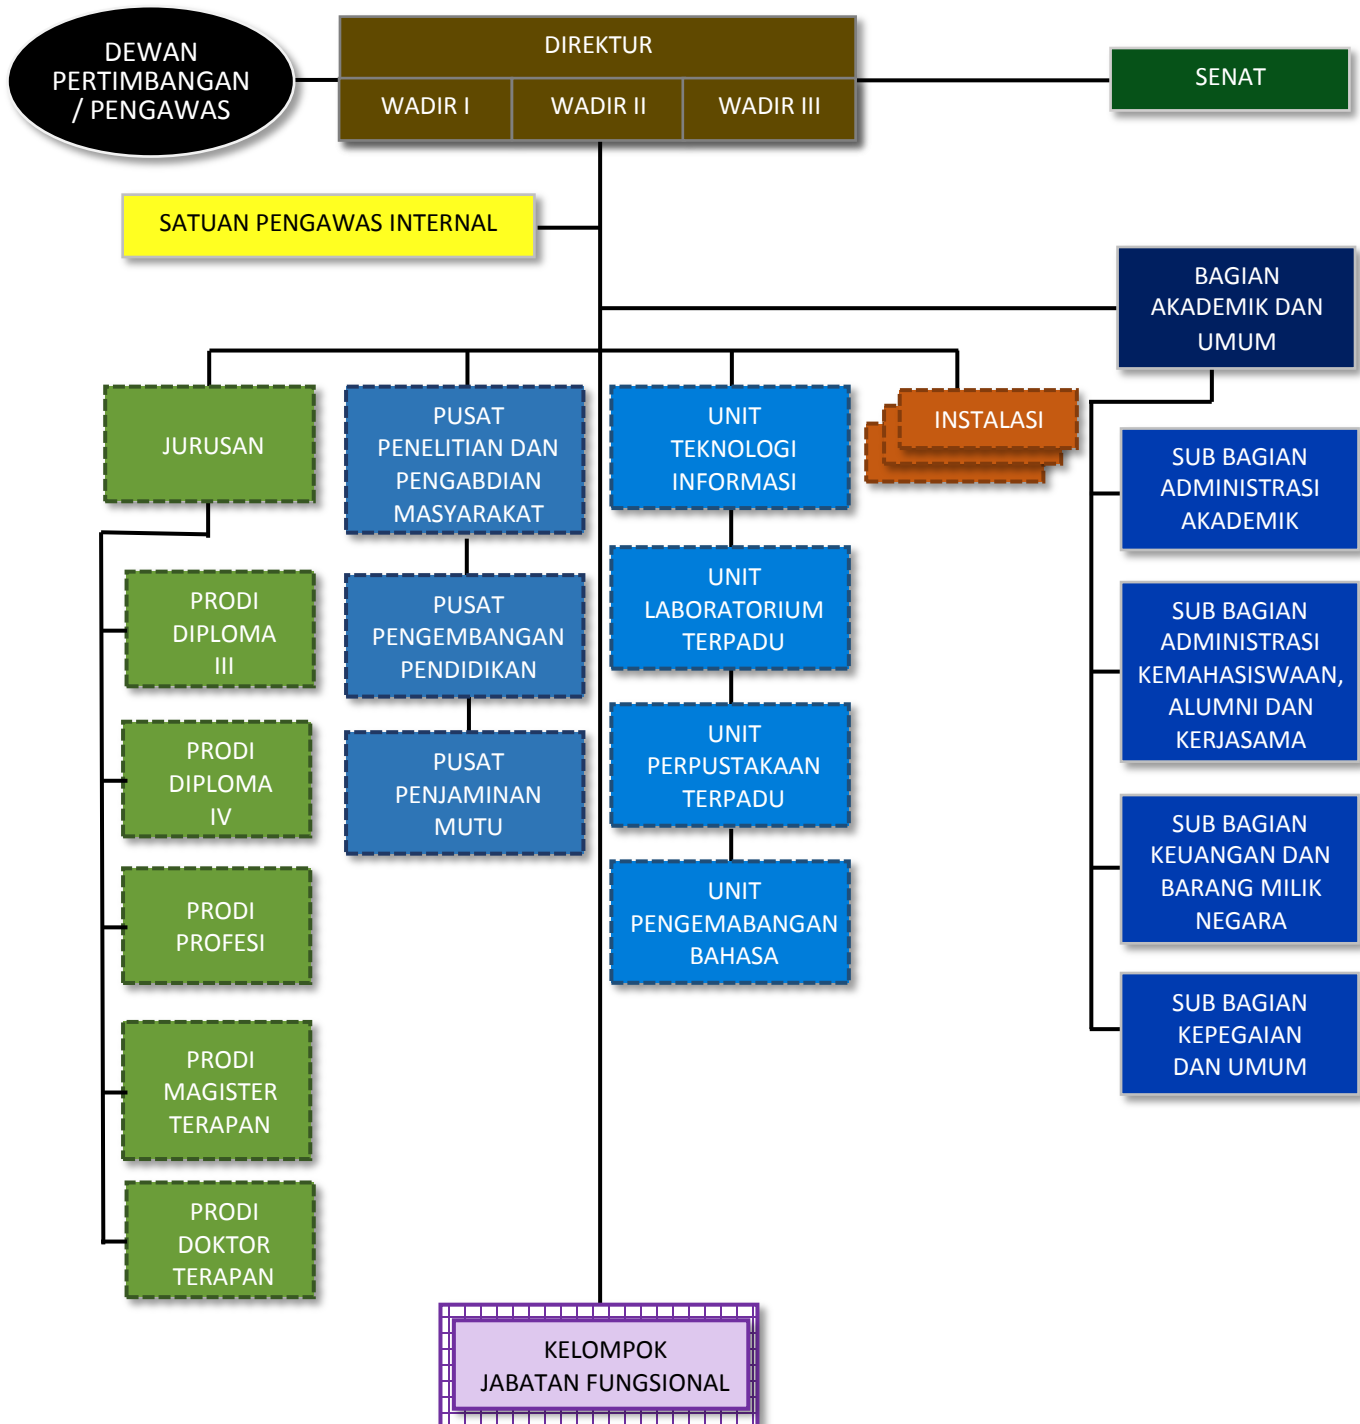 DEWAN
PERTIMBANGAN
/ PENGAWAS
DIREKTUR
WADIR I
WADIR II
WADIR III
SENAT
SATUAN PENGAWAS INTERNAL
BAGIAN
AKADEMIK DAN
UMUM
JURUSAN
PRODI
DIPLOMA
III
PRODI
DIPLOMA
IV
PRODI
PROFESI
PRODI
MAGISTER
TERAPAN
PRODI
DOKTOR
TERAPAN
PUSAT
PENELITIAN DAN
PENGABDIAN
MASYARAKAT
PUSAT
PENGEMBANGAN
PENDIDIKAN
PUSAT
PENJAMINAN
MUTU
UNIT
TEKNOLOGI
INFORMASI
UNIT
LABORATORIUM
TERPADU
UNIT
PERPUSTAKAAN
TERPADU
UNIT
PENGEMABANGAN
BAHASA
INSTALASI
SUB BAGIAN
ADMINISTRASI
AKADEMIK
SUB BAGIAN
ADMINISTRASI
KEMAHASISWAAN,
ALUMNI DAN
KERJASAMA
SUB BAGIAN
KEUANGAN DAN
BARANG MILIK
NEGARA
SUB BAGIAN
KEPEGAIAN
DAN UMUM
KELOMPOK
JABATAN FUNGSIONAL